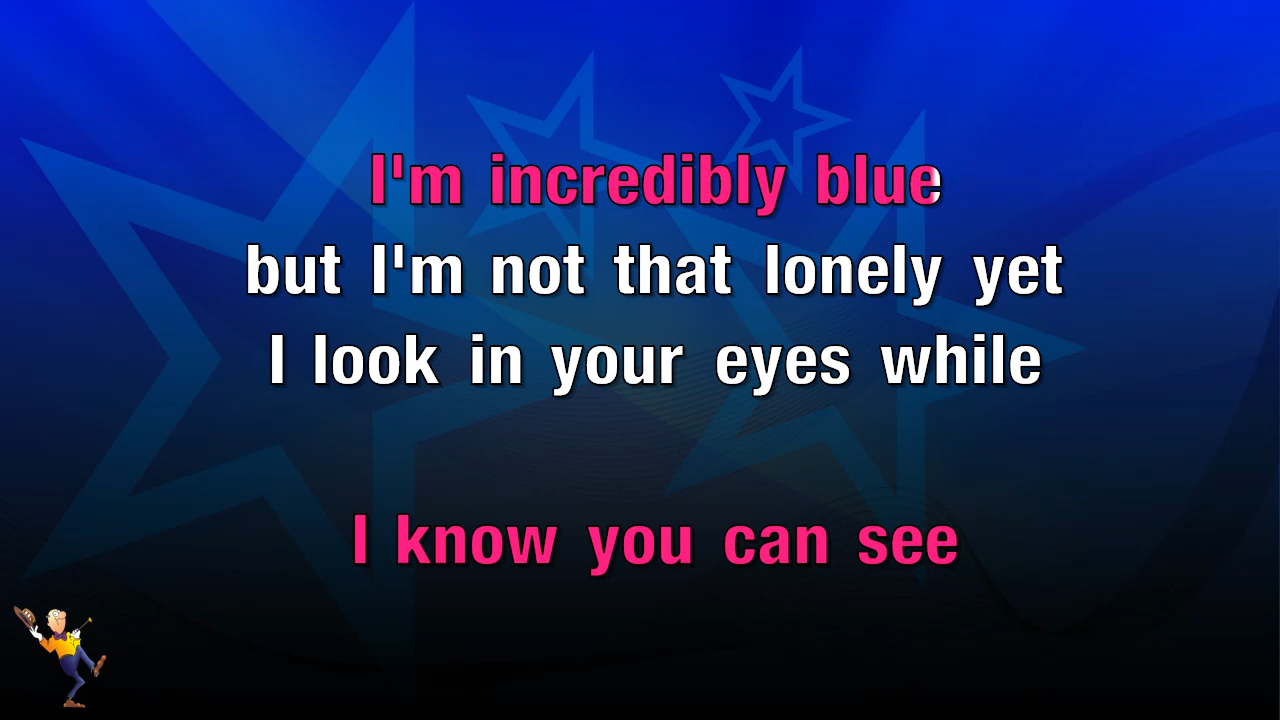 I'm incredibly blue
but I'm not that lonely yet
I look in your eyes while
I know you can see